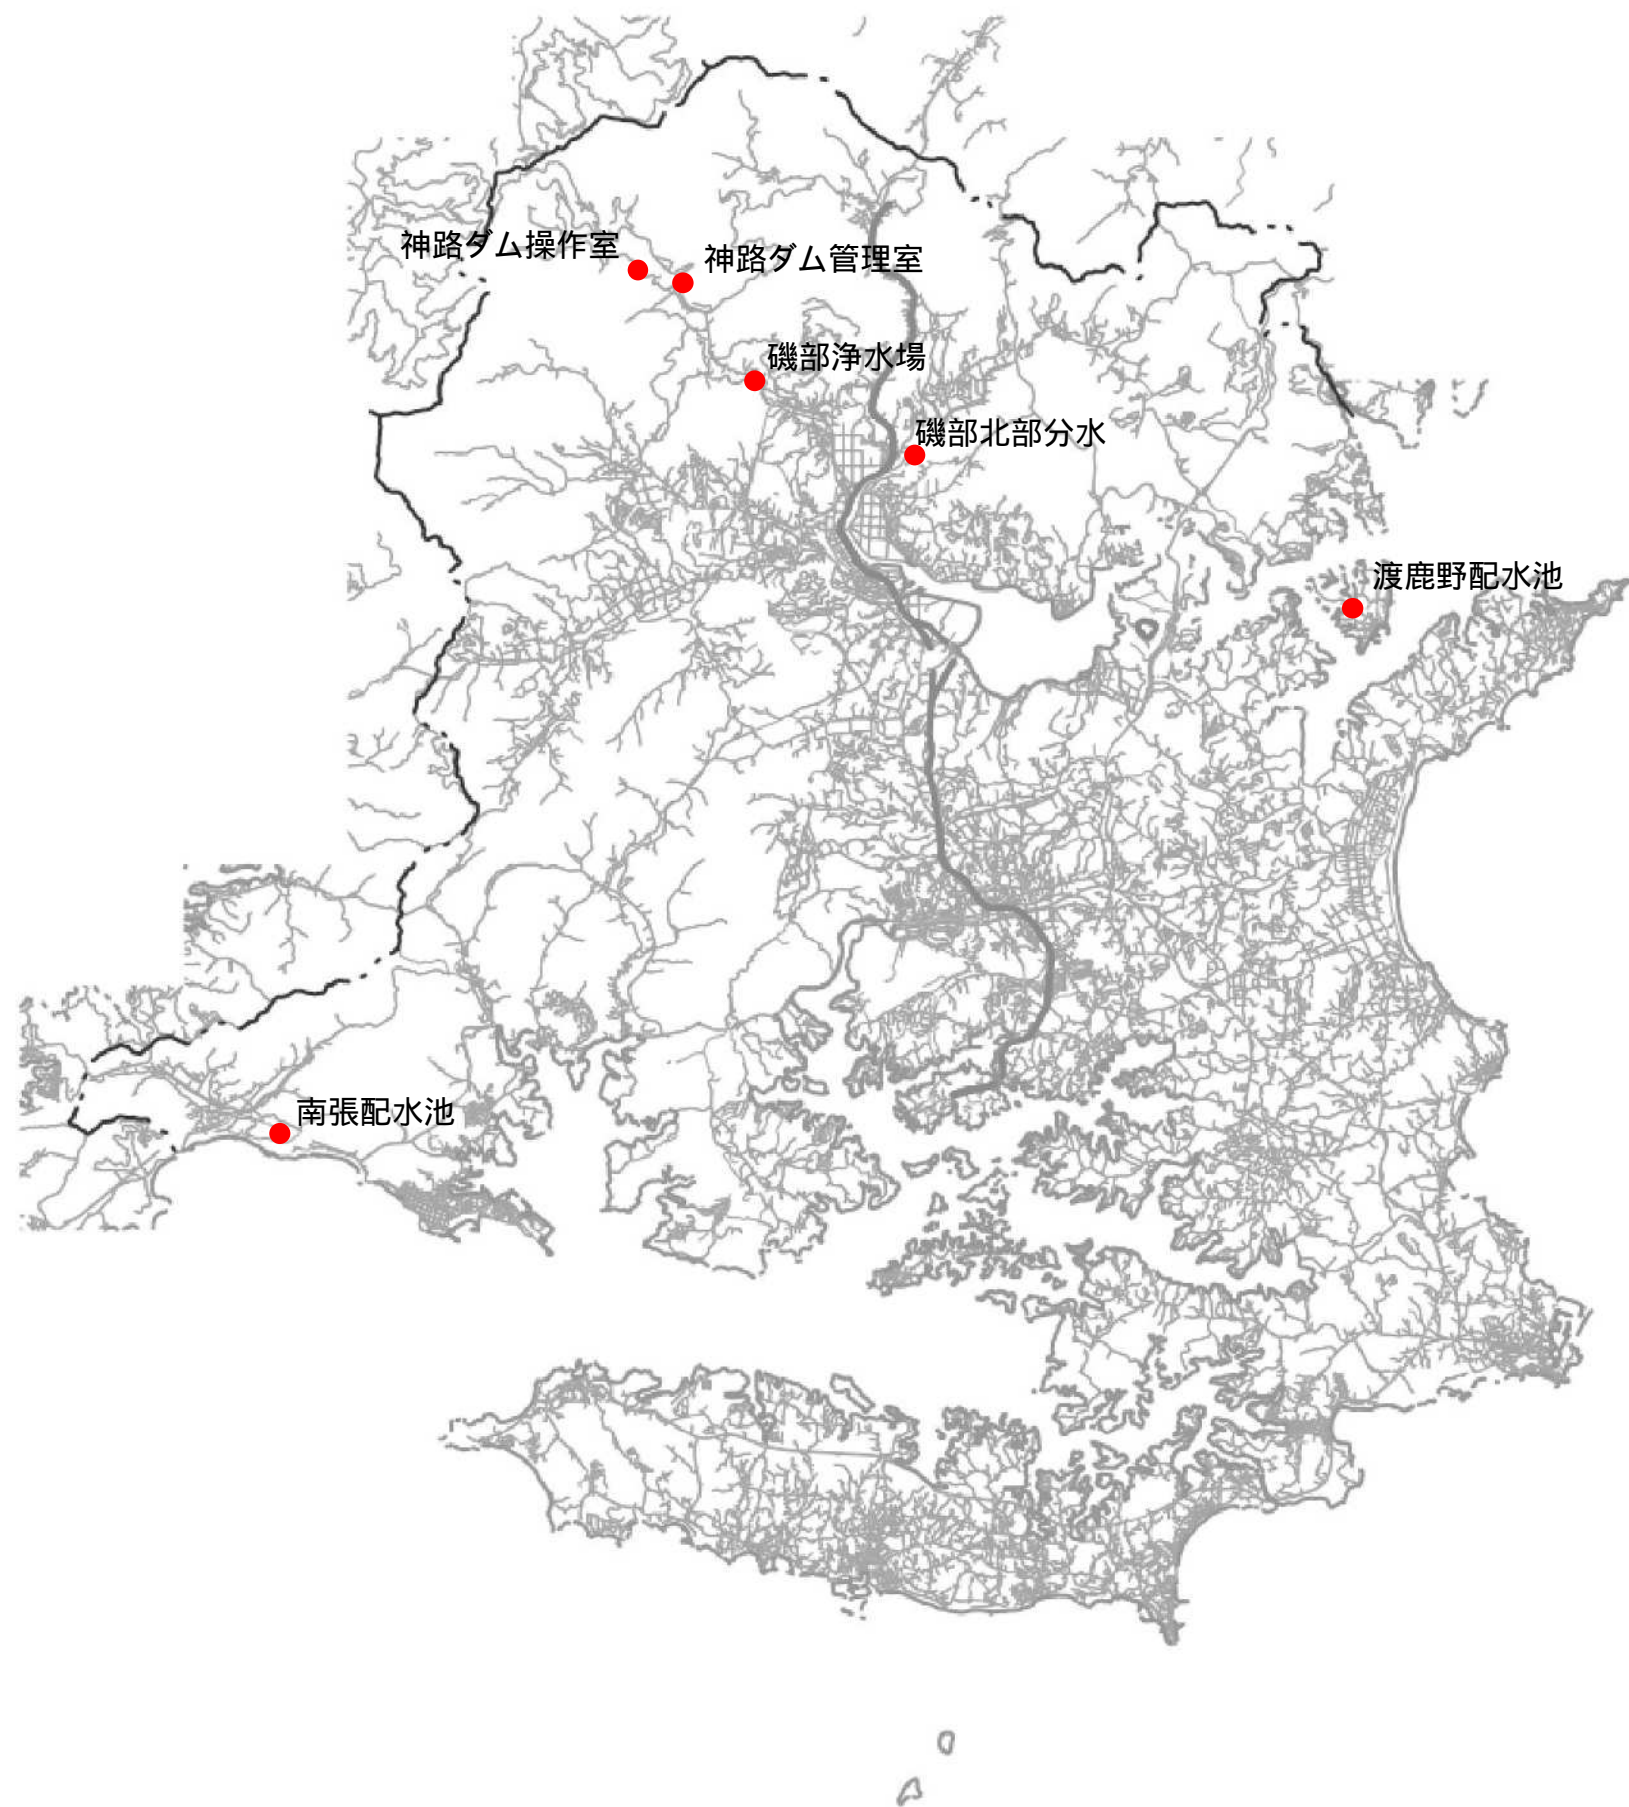 神路ダム操作室
神路ダム管理室
磯部浄水場
磯部北部分水
渡鹿野配水池
南張配水池